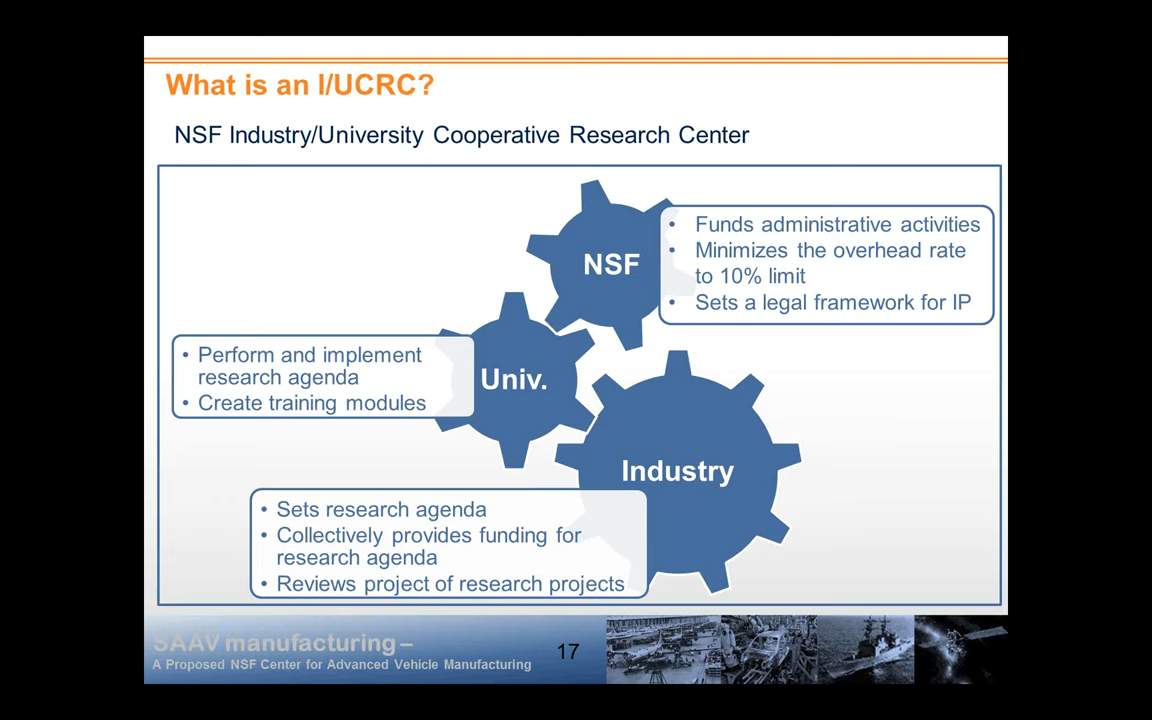 What is an I/UCRC?
NSF Industry/University Cooperative Research Center
NSF
• Funds administrative activities
• Minimizes the overhead rate
to 10% limit
• Sets a legal framework for IP
• Perform and implement
research agenda
• Create training modules
Univ.
Industry
• Sets research agenda
• Collectively provides funding for
research agenda
• Reviews project of research projects
SAAV manufacturing –
A Proposed NSF Center for Advanced Vehicle Manufacturing
17